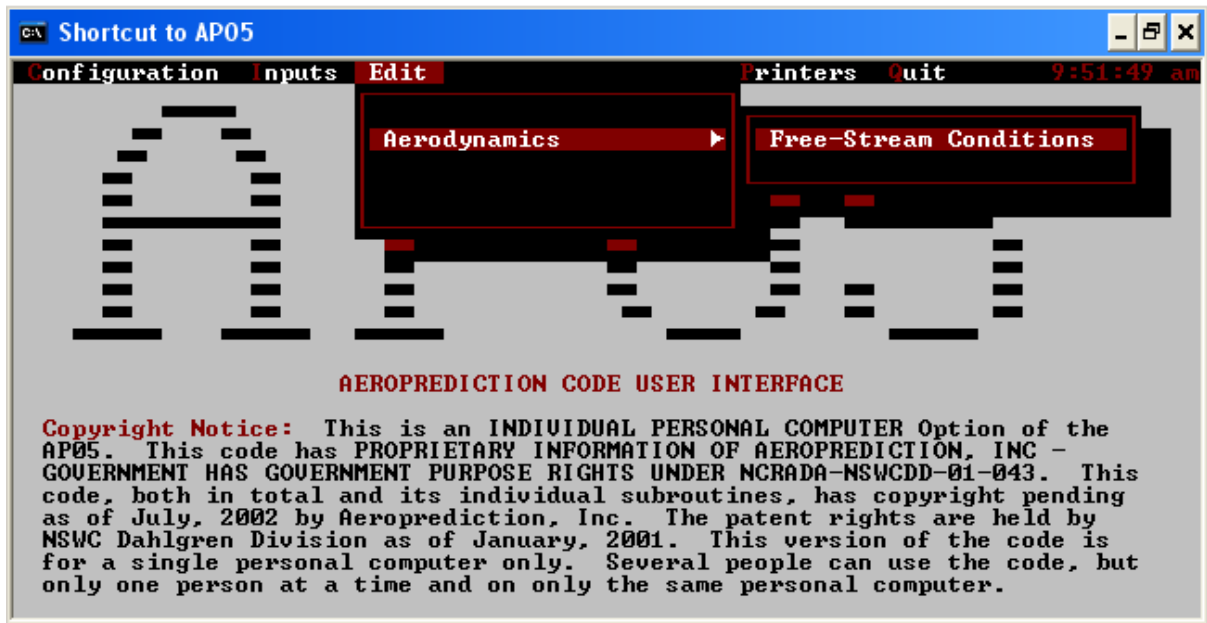 Shortcut to AP05
Configuration Inputs Edit Printers Quit 9:51:49 am
Aerodynamics Free-Stream Conditions
AP05
AEROPREDICTION CODE USER INTERFACE
Copyright Notice: This is an INDIVIDUAL PERSONAL COMPUTER Option of the
AP05. This code has PROPRIETARY INFORMATION OF AEROPREDICTION, INC -
GOVERNMENT HAS GOVERNMENT PURPOSE RIGHTS UNDER NCRADA-NSWCDD-01-043. This
code, both in total and its individual subroutines, has copyright pending
as of July, 2002 by Aeroprediction, Inc. The patent rights are held by
NSWC Dahlgren Division as of January, 2001. This version of the code is
for a single personal computer only. Several people can use the code, but
only one person at a time and on only the same personal computer.